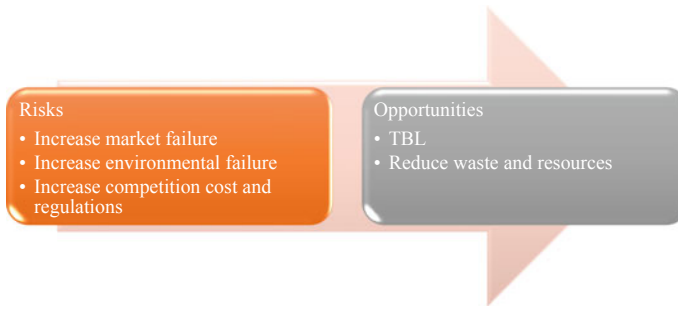 Risks
• Increase market failure
• Increase environmental failure
• Increase competition cost and
regulations
Opportunities
• TBL
• Reduce waste and resources